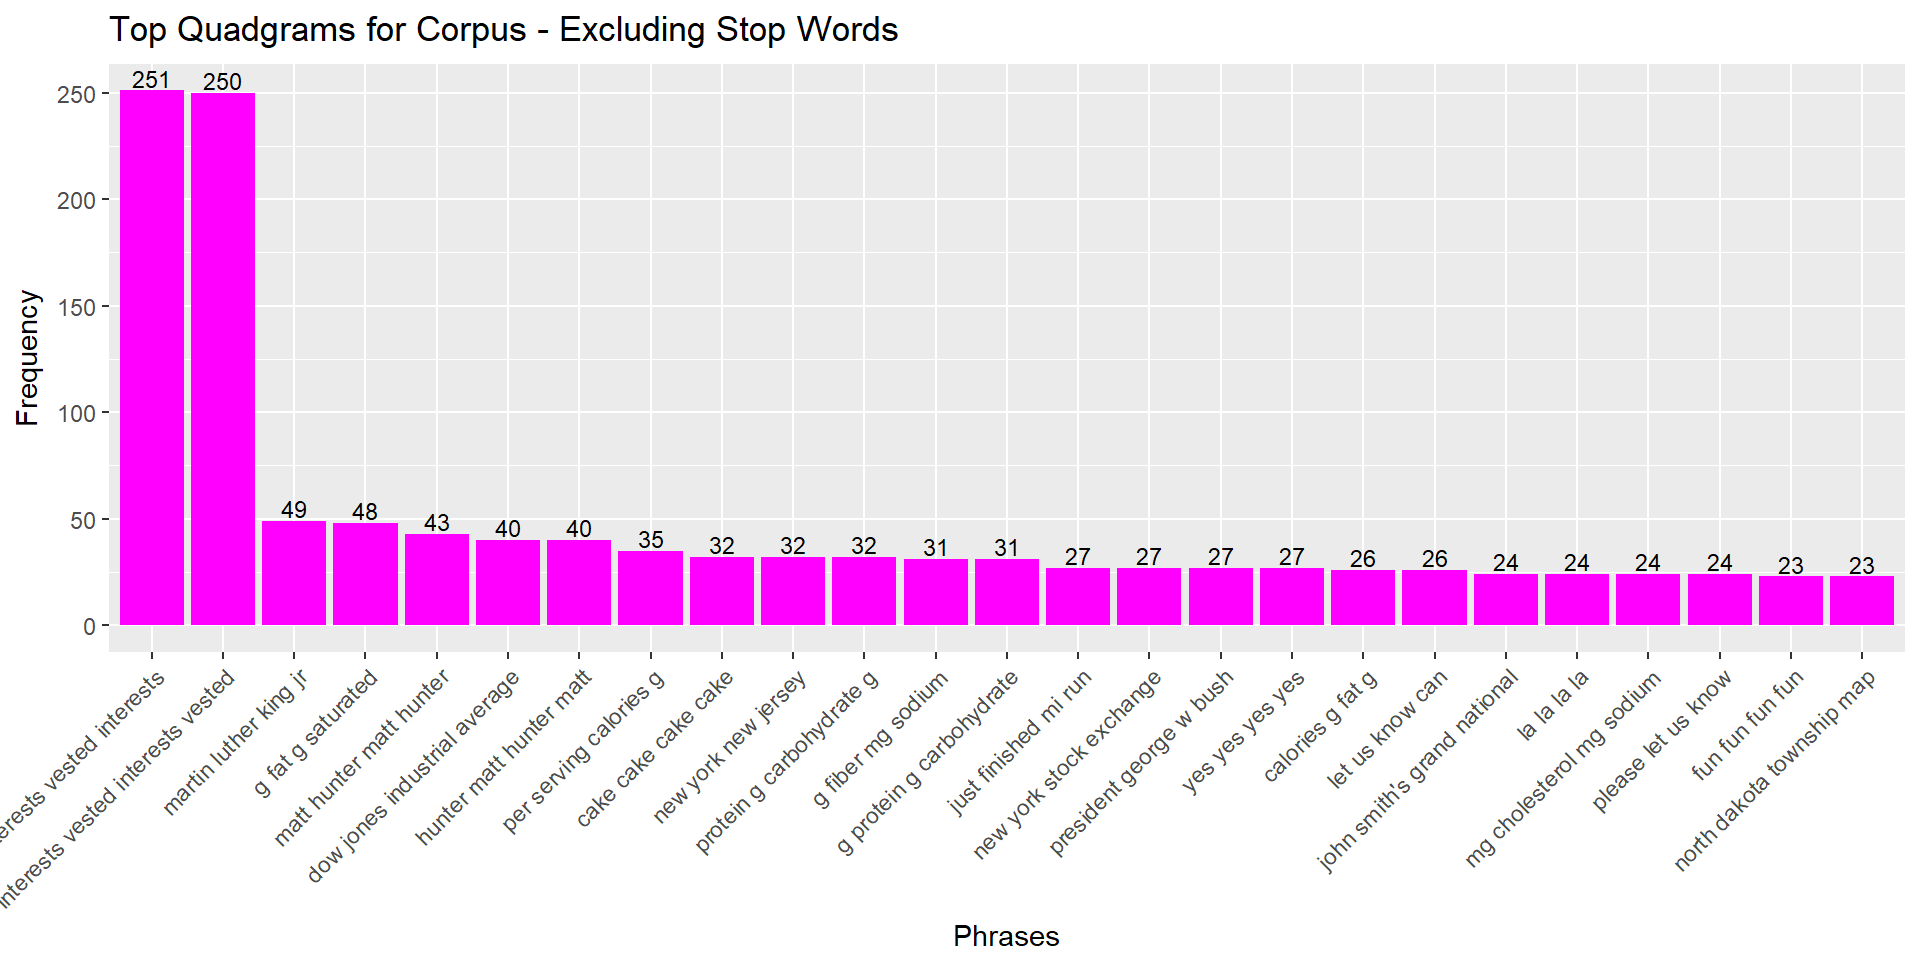 Top Quadgrams for Corpus - Excluding Stop Words
Frequency
250
200
150
100
50
0
251
250
49
48
43
40
40
35
32
32
32
31
31
27
27
27
27
26
26
24
24
24
24
23
23
vested interests
interests vested interests vested
martin luther king jr
g fat g saturated
matt hunter matt hunter
dow jones industrial average
hunter matt hunter matt
per serving calories g
cake cake cake cake
new york new jersey
protein g carbohydrate g
g fiber mg sodium
g protein g carbohydrate
just finished mi run
new york stock exchange
president george w bush
yes yes yes yes
calories g fat g
let us know can
john smith's grand national
la la la la
mg cholesterol mg sodium
please let us know
fun fun fun fun
north dakota township map
Phrases